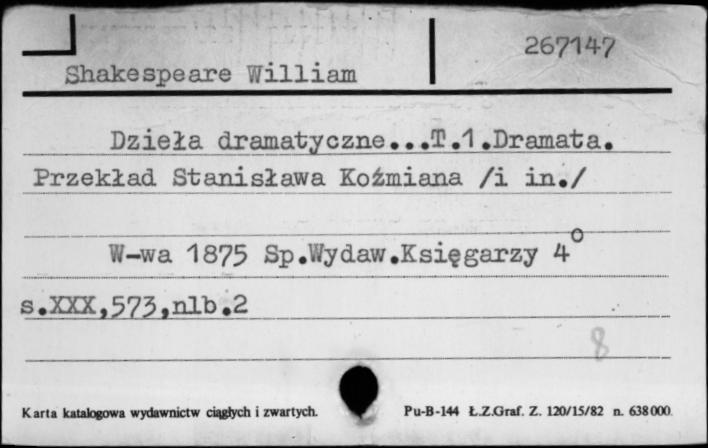 267147
Shakespeare William
Dzieła dramatyczne...T.1.Dramata.
Przekład Stanisława Koźmiana /i in./
W-wa 1875 Sp.Wydaw.Księgarzy 4°
s.XXX,573,nlb.2
8
Karta katalogowa wydawnictw ciągłych i zwartych. Pu-B-144 Ł.Z.Graf. Z. 120/15/82 n. 638000.